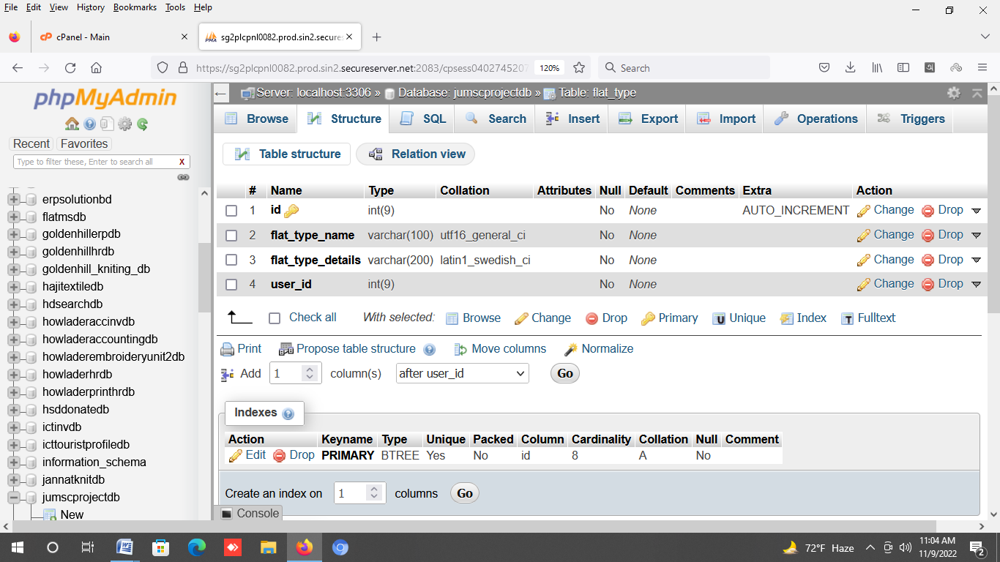 File Edit View History Bookmarks Tools Help
cPanel - Main
sg2plcpnl0082.prod.sin2.secures
https://sg2plcpnl0082.prod.sin2.secureserver.net:2083/cpsess0402745207
120%
Search
phpMyAdmin
Recent Favorites
Type to filter these, Enter to search all X
erpsolutionbd
flatmsdb
goldenhillerpdb
goldenhillhrdb
goldenhill_kniting_db
hajitextiledb
hdsearchdb
howladeraccinvdb
howladeraccountingdb
howladerembroideryunit2db
howladerhrdb
howladerprinthrdb
hsddonatedb
ictinvdb
icttouristprofiledb
information_schema
jannatknitdb
jumscprojectdb
New
Server: localhost:3306 » Database: jumscprojectdb » Table: flat_type
Browse Structure SQL Search Insert Export Import Operations Triggers
Table structure Relation view
# Name Type Collation Attributes Null Default Comments Extra Action
1 id int(9) No None AUTO_INCREMENT Change Drop
2 flat_type_name varchar(100) utf16_general_ci No None Change Drop
3 flat_type_details varchar(200) latin1_swedish_ci No None Change Drop
4 user_id int(9) No None Change Drop
Check all With selected: Browse Change Drop Primary Unique Index Fulltext
Print Propose table structure Move columns Normalize
Add 1 column(s) after user_id Go
Indexes
Action Keyname Type Unique Packed Column Cardinality Collation Null Comment
Edit Drop PRIMARY BTREE Yes No id 8 A No
Create an index on 1 columns Go
Console
72°F Haze
11:04 AM
11/9/2022
2